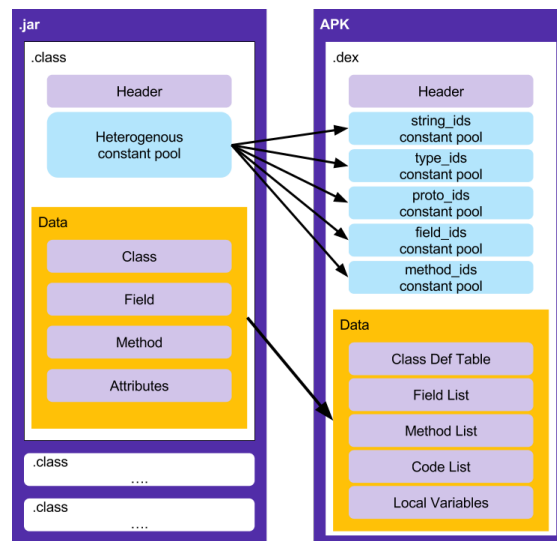 .jar
.class
Header
Heterogenous
constant pool
Data
Class
Field
Method
Attributes
.class
....
.class
....
APK
.dex
Header
string_ids
constant pool
type_ids
constant pool
proto_ids
constant pool
field_ids
constant pool
method_ids
constant pool
Data
Class Def Table
Field List
Method List
Code List
Local Variables